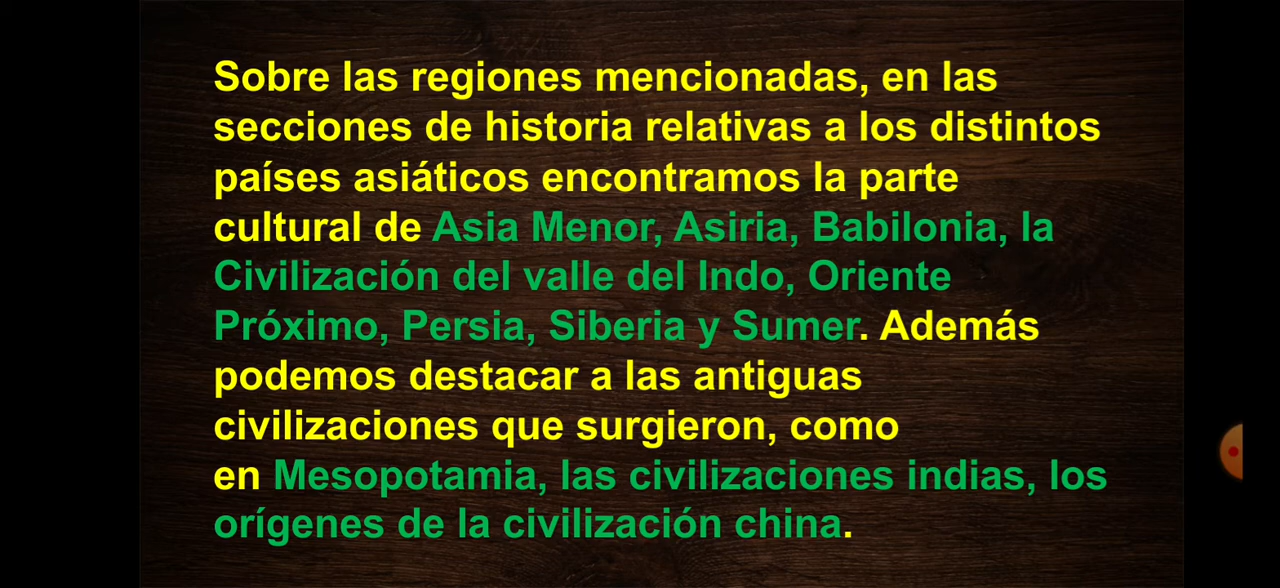 Sobre las regiones mencionadas, en las
secciones de historia relativas a los distintos
países asiáticos encontramos la parte
cultural de Asia Menor, Asiria, Babilonia, la
Civilización del valle del Indo, Oriente
Próximo, Persia, Siberia y Sumer. Además
podemos destacar a las antiguas
civilizaciones que surgieron, como
en Mesopotamia, las civilizaciones indias, los
orígenes de la civilización china.